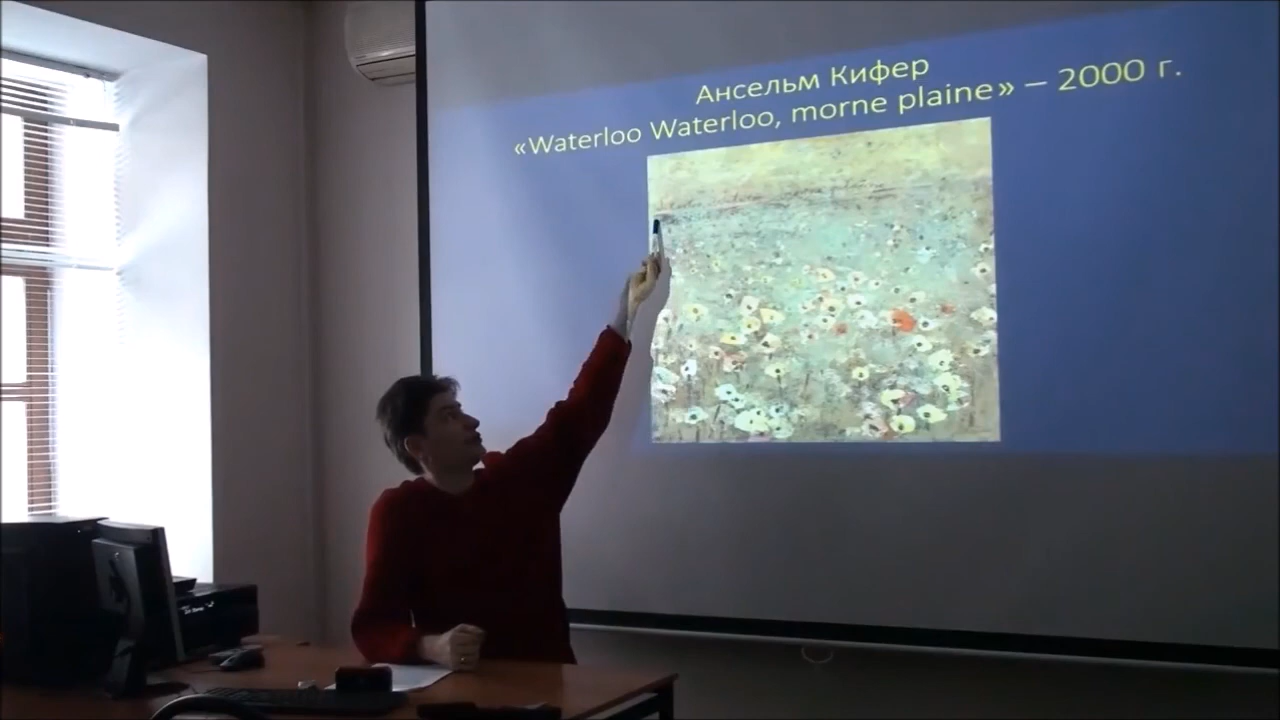 Ансельм Кифер
«Waterloo Waterloo, morne plaine» – 2000 г.